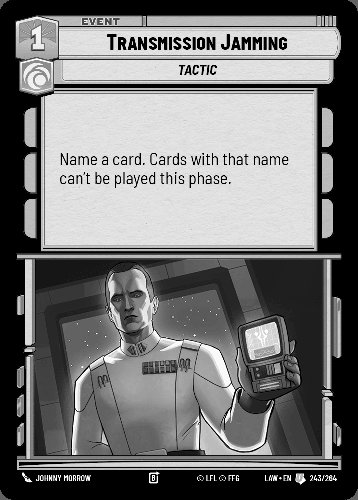 EVENT
1
TRANSMISSION JAMMING
TACTIC
Name a card. Cards with that name
can't be played this phase.
JOHNNY MORROW
© LFL © FFG
LAW • EN
243/264